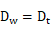 D_w = D_t